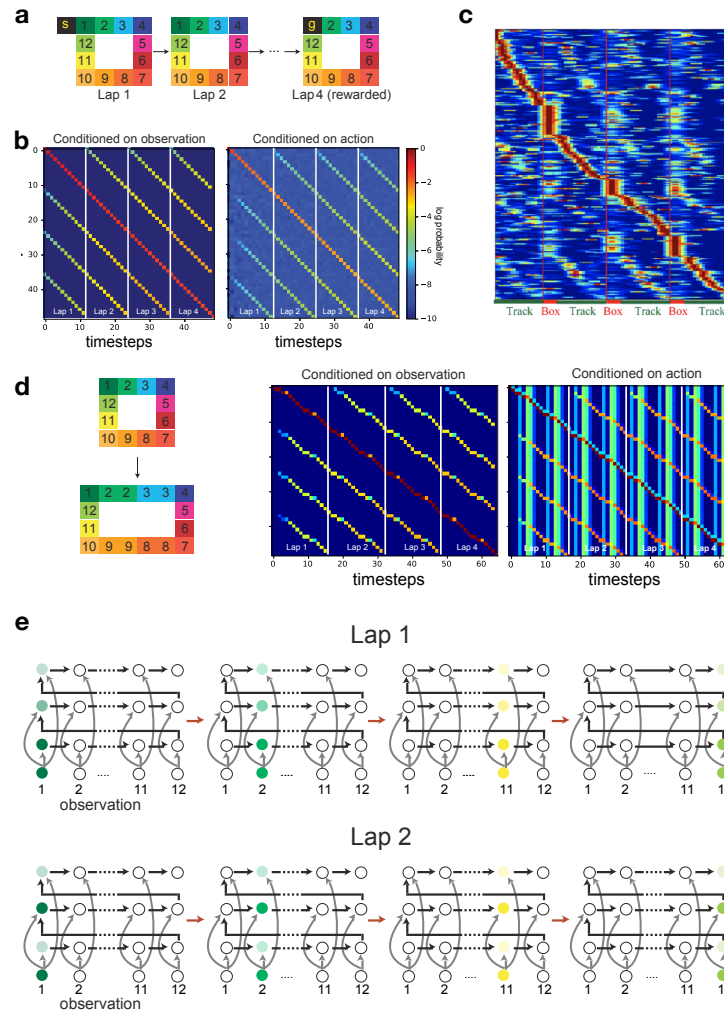 a
s 1 2 3 4
12 5
11 6
10 9 8 7
Lap 1
1 2 3 4
12 5
11 6
10 9 8 7
Lap 2
...
g 1 2 3 4
12 5
11 6
10 9 8 7
Lap 4 (rewarded)
b
Conditioned on observation
0
10
20
30
40
Lap 1 Lap 2 Lap 3 Lap 4
0 10 20 30 40
timesteps
Conditioned on action
Lap 1 Lap 2 Lap 3 Lap 4
0 10 20 30 40
timesteps
0
−2
−4
−6
−8
−10
log probability
c
Track Box Track Box Track Box Track
d
1 2 3 4
12 5
11 6
10 9 8 7
1 2 2 3 3 4
12 5
11 6
10 9 9 8 8 7
Conditioned on observation
Lap 1 Lap 2 Lap 3 Lap 4
0 10 20 30 40 50 60
timesteps
Conditioned on action
Lap 1 Lap 2 Lap 3 Lap 4
0 10 20 30 40 50 60
timesteps
e
Lap 1
1 2 .... 11 12
observation
1 2 .... 11 12
1 2 .... 11 12
1 2 .... 11 1
Lap 2
1 2 .... 11 12
observation
1 2 .... 11 12
1 2 .... 11 12
1 2 .... 11 1